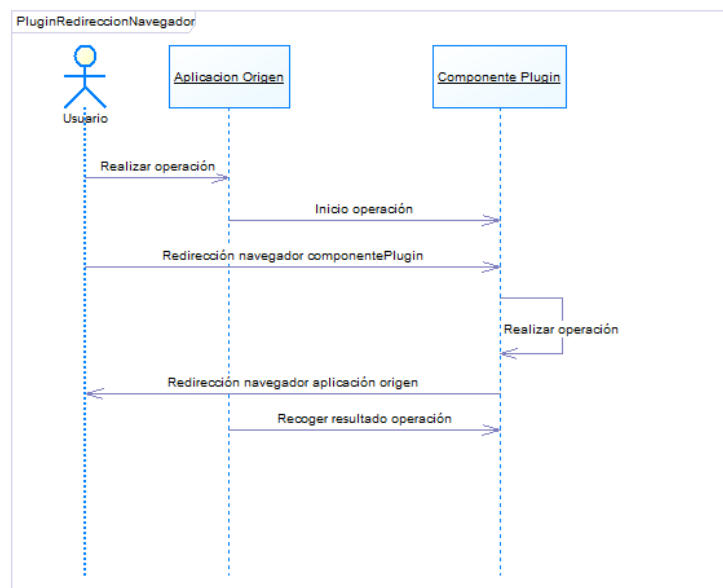 PluginRedireccionNavegador
Aplicacion Origen
Componente Plugin
Usuario
Realizar operación
Inicio operación
Redirección navegador componentePlugin
Realizar operación
Redirección navegador aplicación origen
Recoger resultado operación